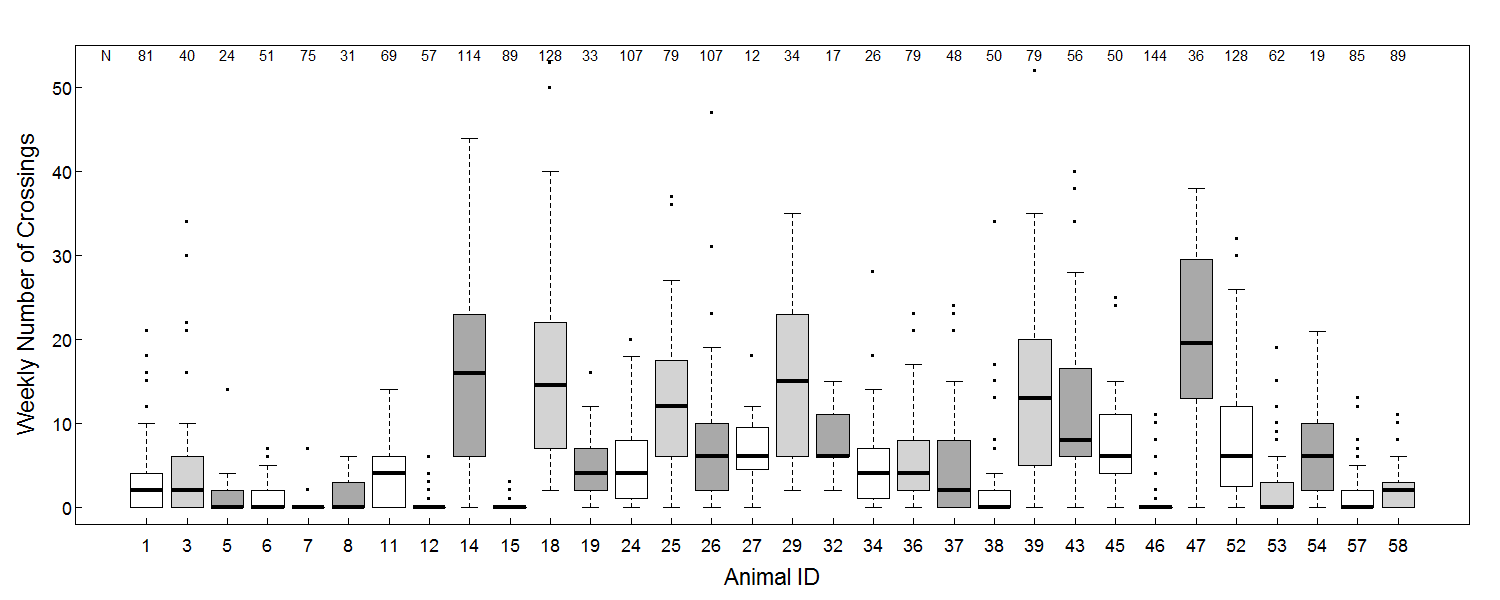 N 81 40 24 51 75 31 69 57 114 89 128 33 107 79 107 12 34 17 26 79 48 50 79 56 50 144 36 128 62 19 85 89
50
40
30
20
10
0
Weekly Number of Crossings
1 3 5 6 7 8 11 12 14 15 18 19 24 25 26 27 29 32 34 36 37 38 39 43 45 46 47 52 53 54 57 58
Animal ID